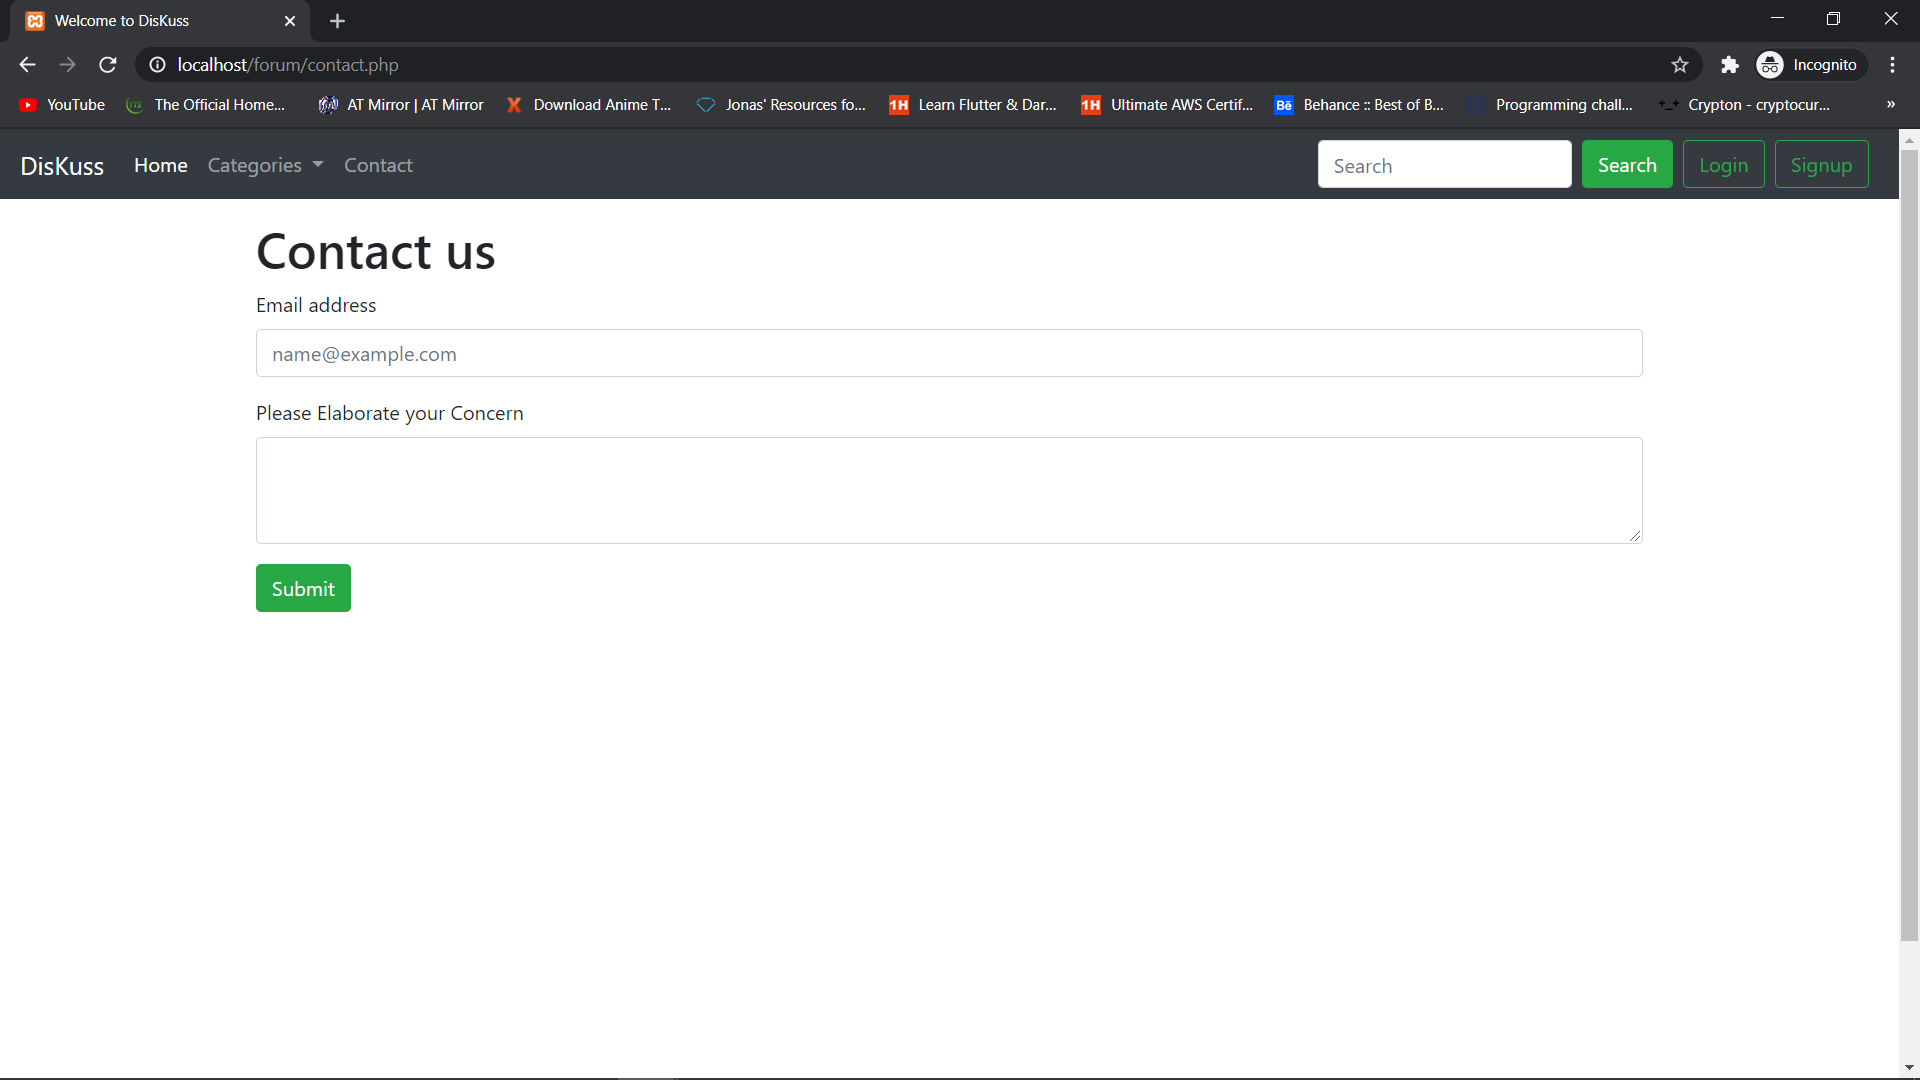 Welcome to DisKuss
localhost/forum/contact.php
Incognito
YouTube The Official Home... AT Mirror | AT Mirror Download Anime T... Jonas' Resources fo... Learn Flutter & Dar... Ultimate AWS Certif... Behance :: Best of B... Programming chall... Crypton - cryptocur... »
DisKuss Home Categories Contact Search Search Login Signup
Contact us
Email address
name@example.com
Please Elaborate your Concern
Submit